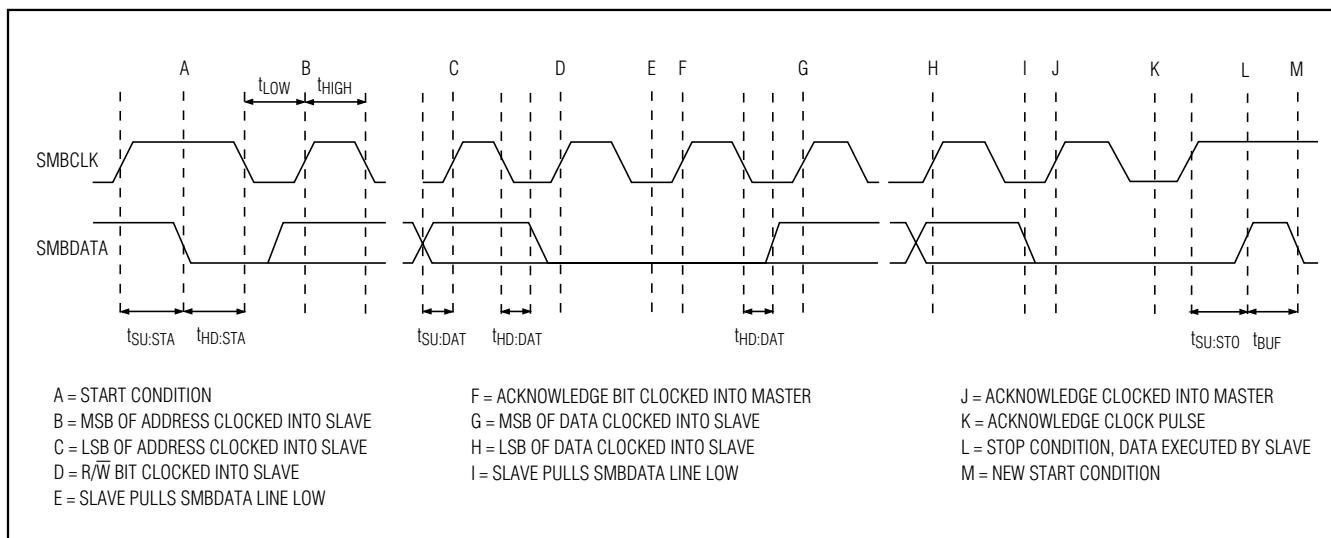 A B C D E F G H I J K L M
tLOW tHIGH
SMBCLK
SMBDATA
tSU:STA tHD:STA tSU:DAT tHD:DAT tHD:DAT tSU:STO tBUF
A = START CONDITION
B = MSB OF ADDRESS CLOCKED INTO SLAVE
C = LSB OF ADDRESS CLOCKED INTO SLAVE
D = R/W̅ BIT CLOCKED INTO SLAVE
E = SLAVE PULLS SMBDATA LINE LOW
F = ACKNOWLEDGE BIT CLOCKED INTO MASTER
G = MSB OF DATA CLOCKED INTO SLAVE
H = LSB OF DATA CLOCKED INTO SLAVE
I = SLAVE PULLS SMBDATA LINE LOW
J = ACKNOWLEDGE CLOCKED INTO MASTER
K = ACKNOWLEDGE CLOCK PULSE
L = STOP CONDITION, DATA EXECUTED BY SLAVE
M = NEW START CONDITION